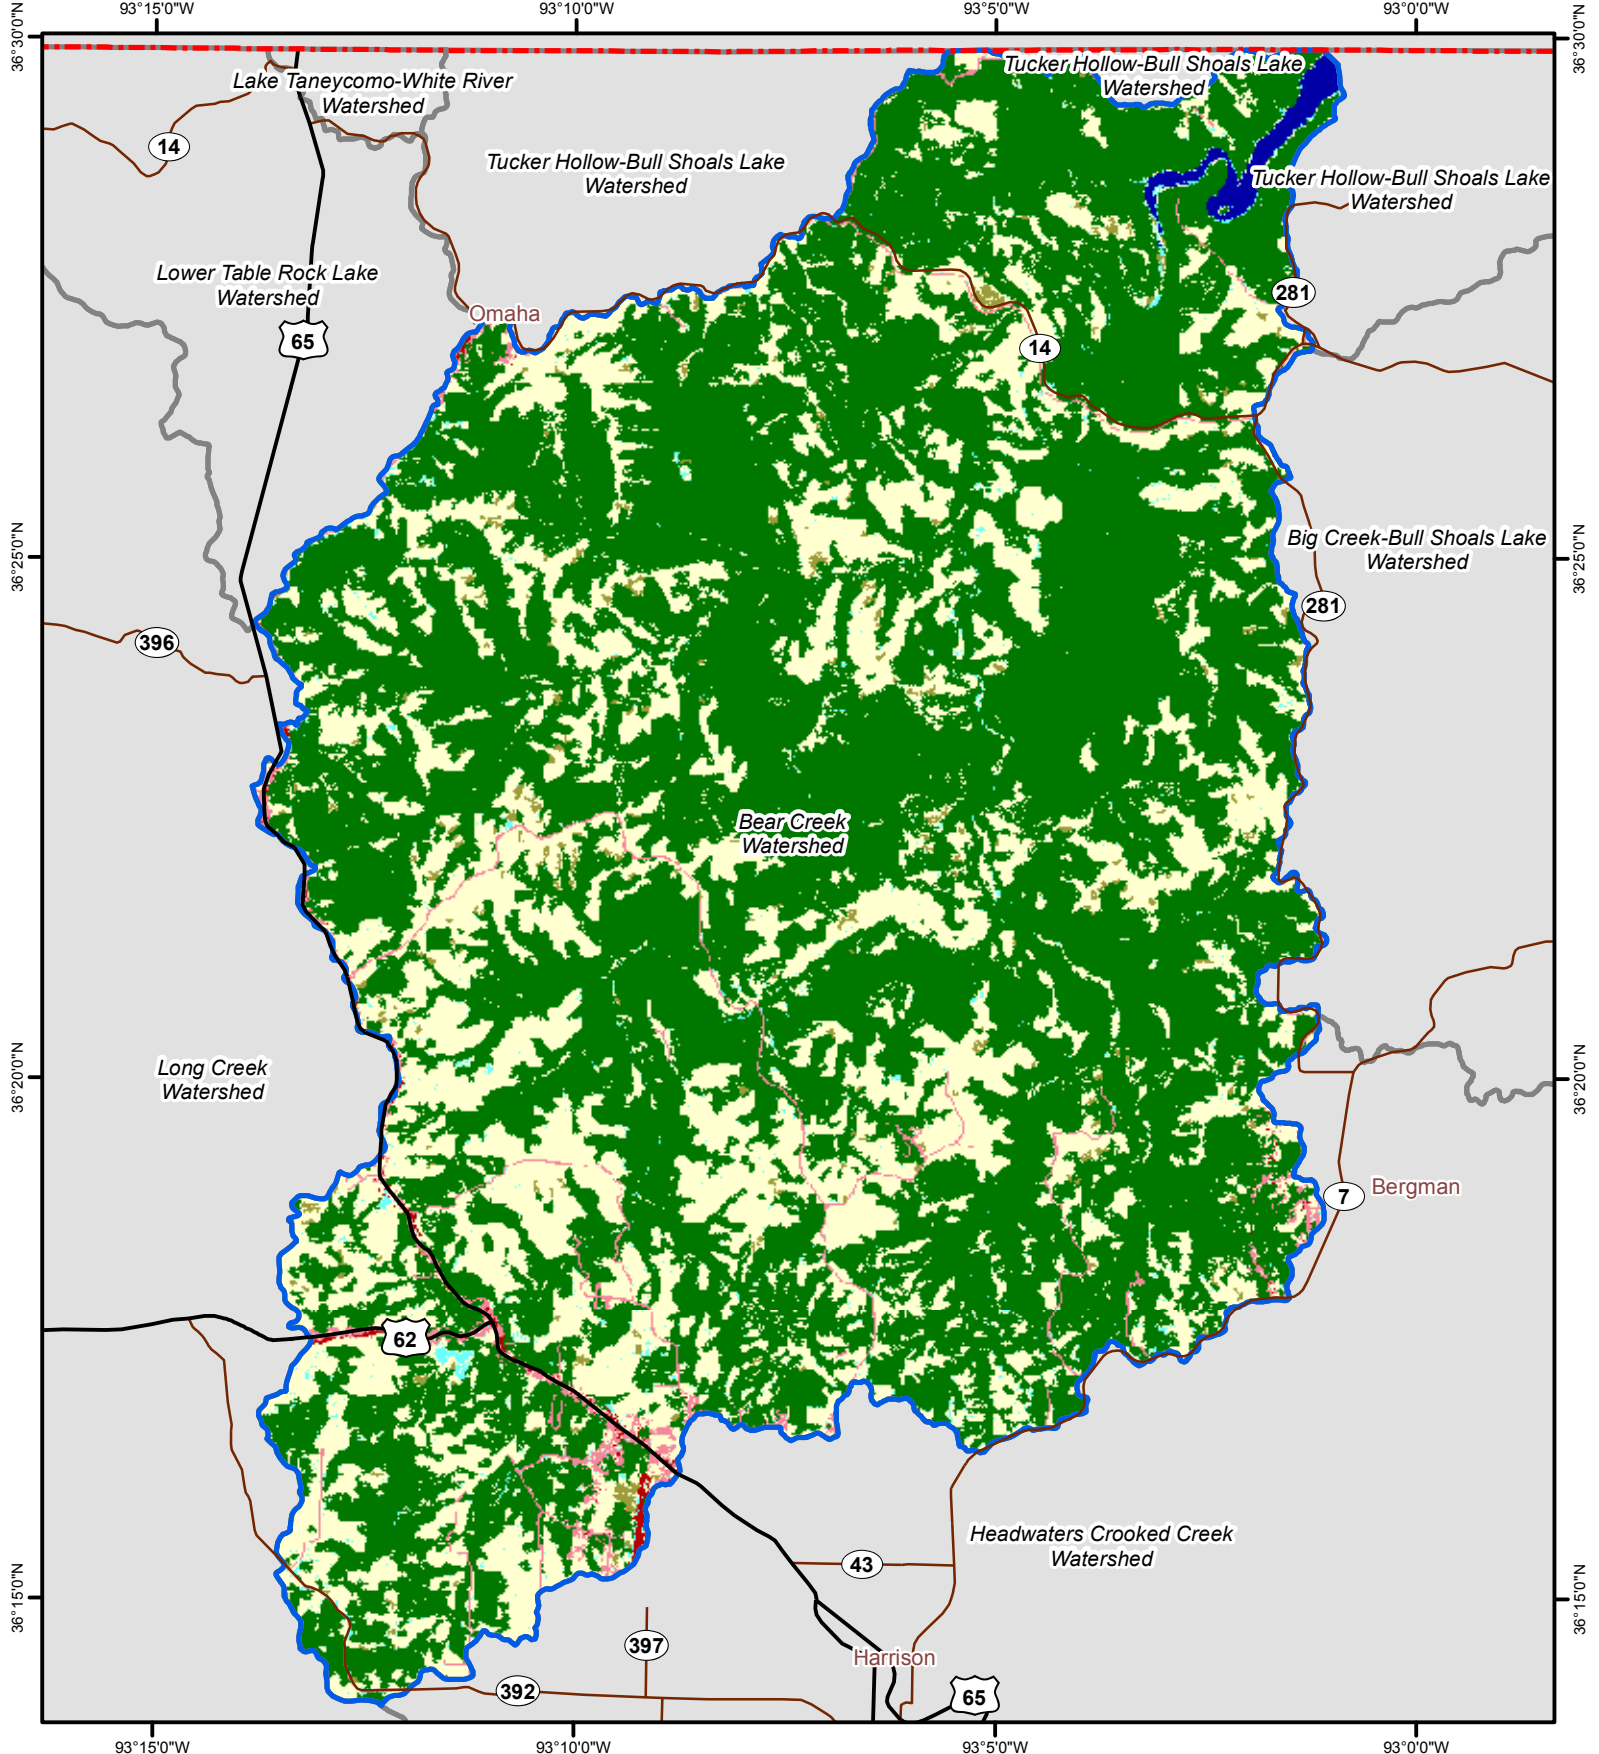 93°15'0"W
93°10'0"W
93°5'0"W
93°0'0"W
36°30'0"N
36°30'0"N
Lake Taneycomo-White River
Watershed
Tucker Hollow-Bull Shoals Lake
Watershed
14
Tucker Hollow-Bull Shoals Lake
Watershed
Tucker Hollow-Bull Shoals Lake
Watershed
Lower Table Rock Lake
Watershed
281
Omaha
65
14
36°25'0"N
36°25'0"N
Big Creek-Bull Shoals Lake
Watershed
281
396
Bear Creek
Watershed
36°20'0"N
36°20'0"N
Long Creek
Watershed
7
Bergman
62
Headwaters Crooked Creek
Watershed
43
36°15'0"N
36°15'0"N
397
Harrison
392
65
93°15'0"W
93°10'0"W
93°5'0"W
93°0'0"W